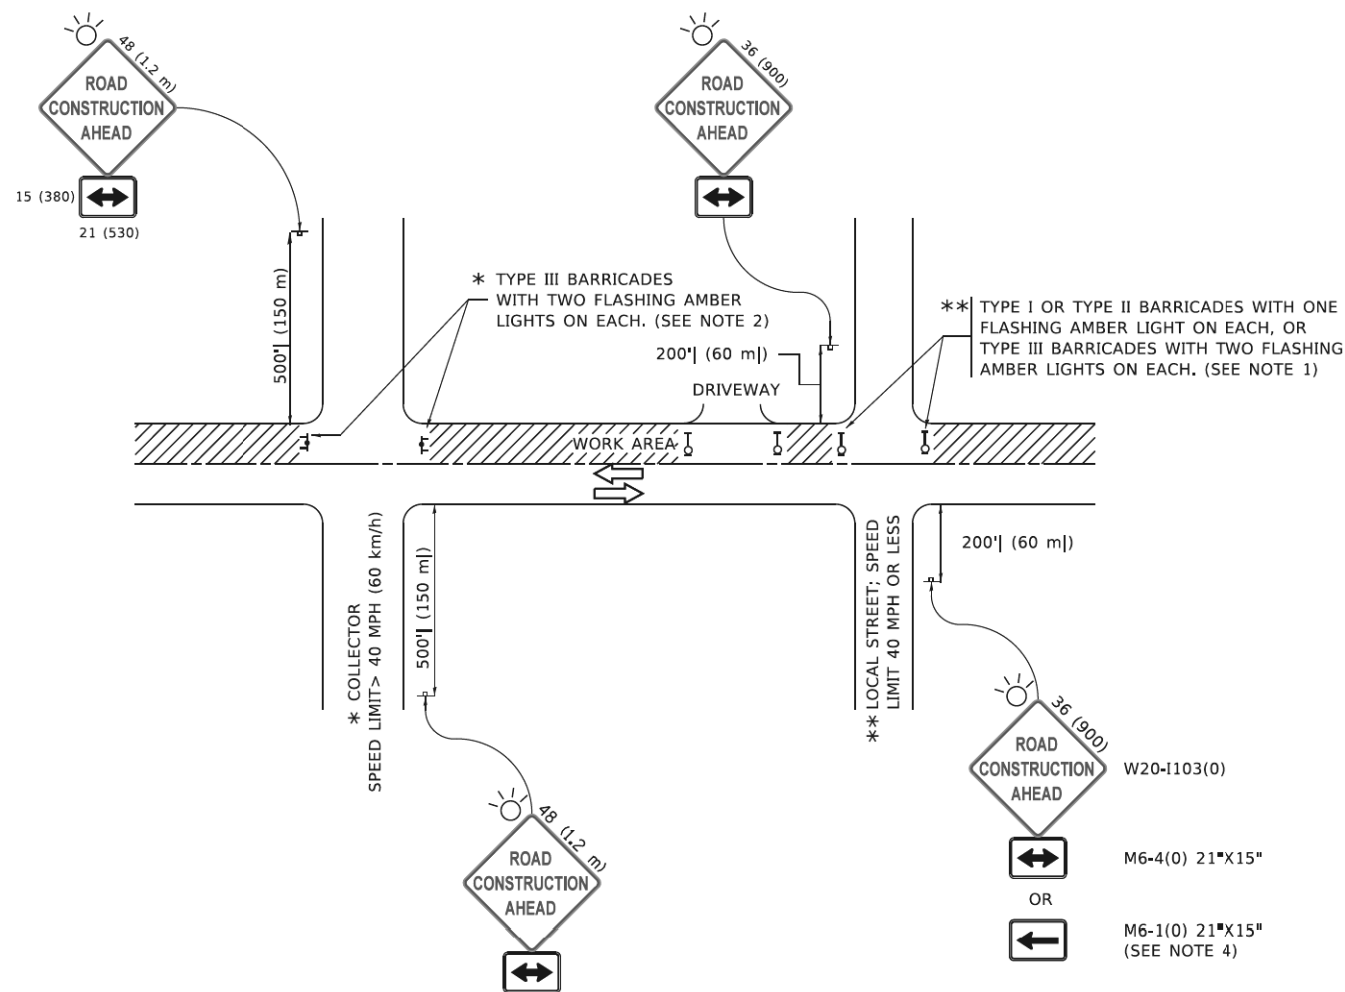 48 (1.2 m)
ROAD
CONSTRUCTION
AHEAD
15 (380)
21 (530)
500'| (150 m)
36 (900)
ROAD
CONSTRUCTION
AHEAD
* TYPE III BARRICADES
WITH TWO FLASHING AMBER
LIGHTS ON EACH. (SEE NOTE 2)
200'| (60 m|)
DRIVEWAY
** TYPE I OR TYPE II BARRICADES WITH ONE
FLASHING AMBER LIGHT ON EACH, OR
TYPE III BARRICADES WITH TWO FLASHING
AMBER LIGHTS ON EACH. (SEE NOTE 1)
WORK AREA
* COLLECTOR
SPEED LIMIT> 40 MPH (60 km/h)
500'| (150 m|)
** LOCAL STREET; SPEED
LIMIT 40 MPH OR LESS
200'| (60 m|)
48 (1.2 m)
ROAD
CONSTRUCTION
AHEAD
36 (900)
ROAD
CONSTRUCTION
AHEAD
W20-I103(0)
M6-4(0) 21"X15"
OR
M6-1(0) 21"X15"
(SEE NOTE 4)